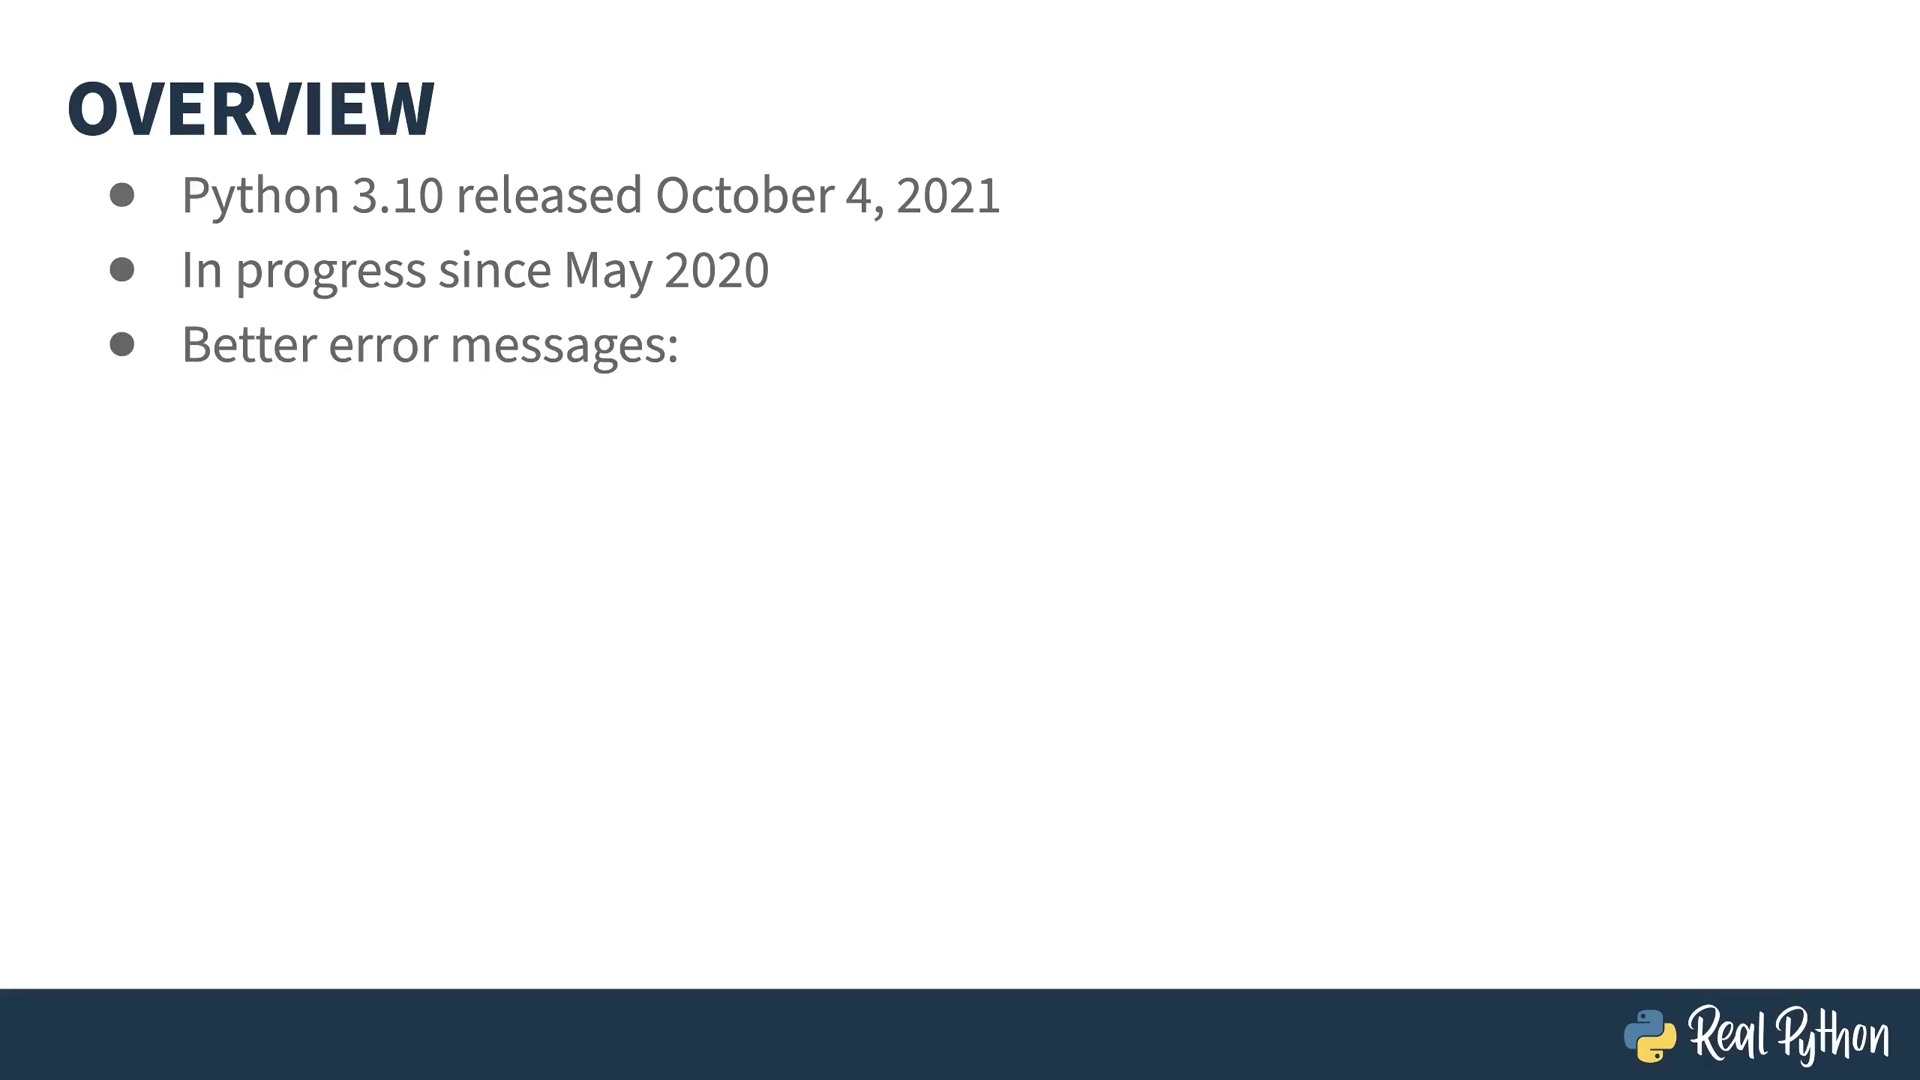 OVERVIEW
● Python 3.10 released October 4, 2021
● In progress since May 2020
● Better error messages:
Real Python